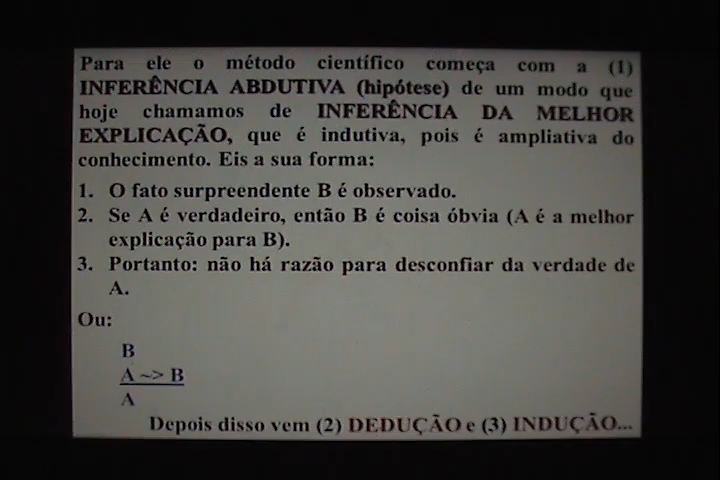 Para ele o método científico começa com a (1)
INFERÊNCIA ABDUTIVA (hipótese) de um modo que
hoje chamamos de INFERÊNCIA DA MELHOR
EXPLICAÇÃO, que é indutiva, pois é ampliativa do
conhecimento. Eis a sua forma:
1. O fato surpreendente B é observado.
2. Se A é verdadeiro, então B é coisa óbvia (A é a melhor
explicação para B).
3. Portanto: não há razão para desconfiar da verdade de
A.
Ou:
B
A ~> B
A
Depois disso vem (2) DEDUÇÃO e (3) INDUÇÃO...